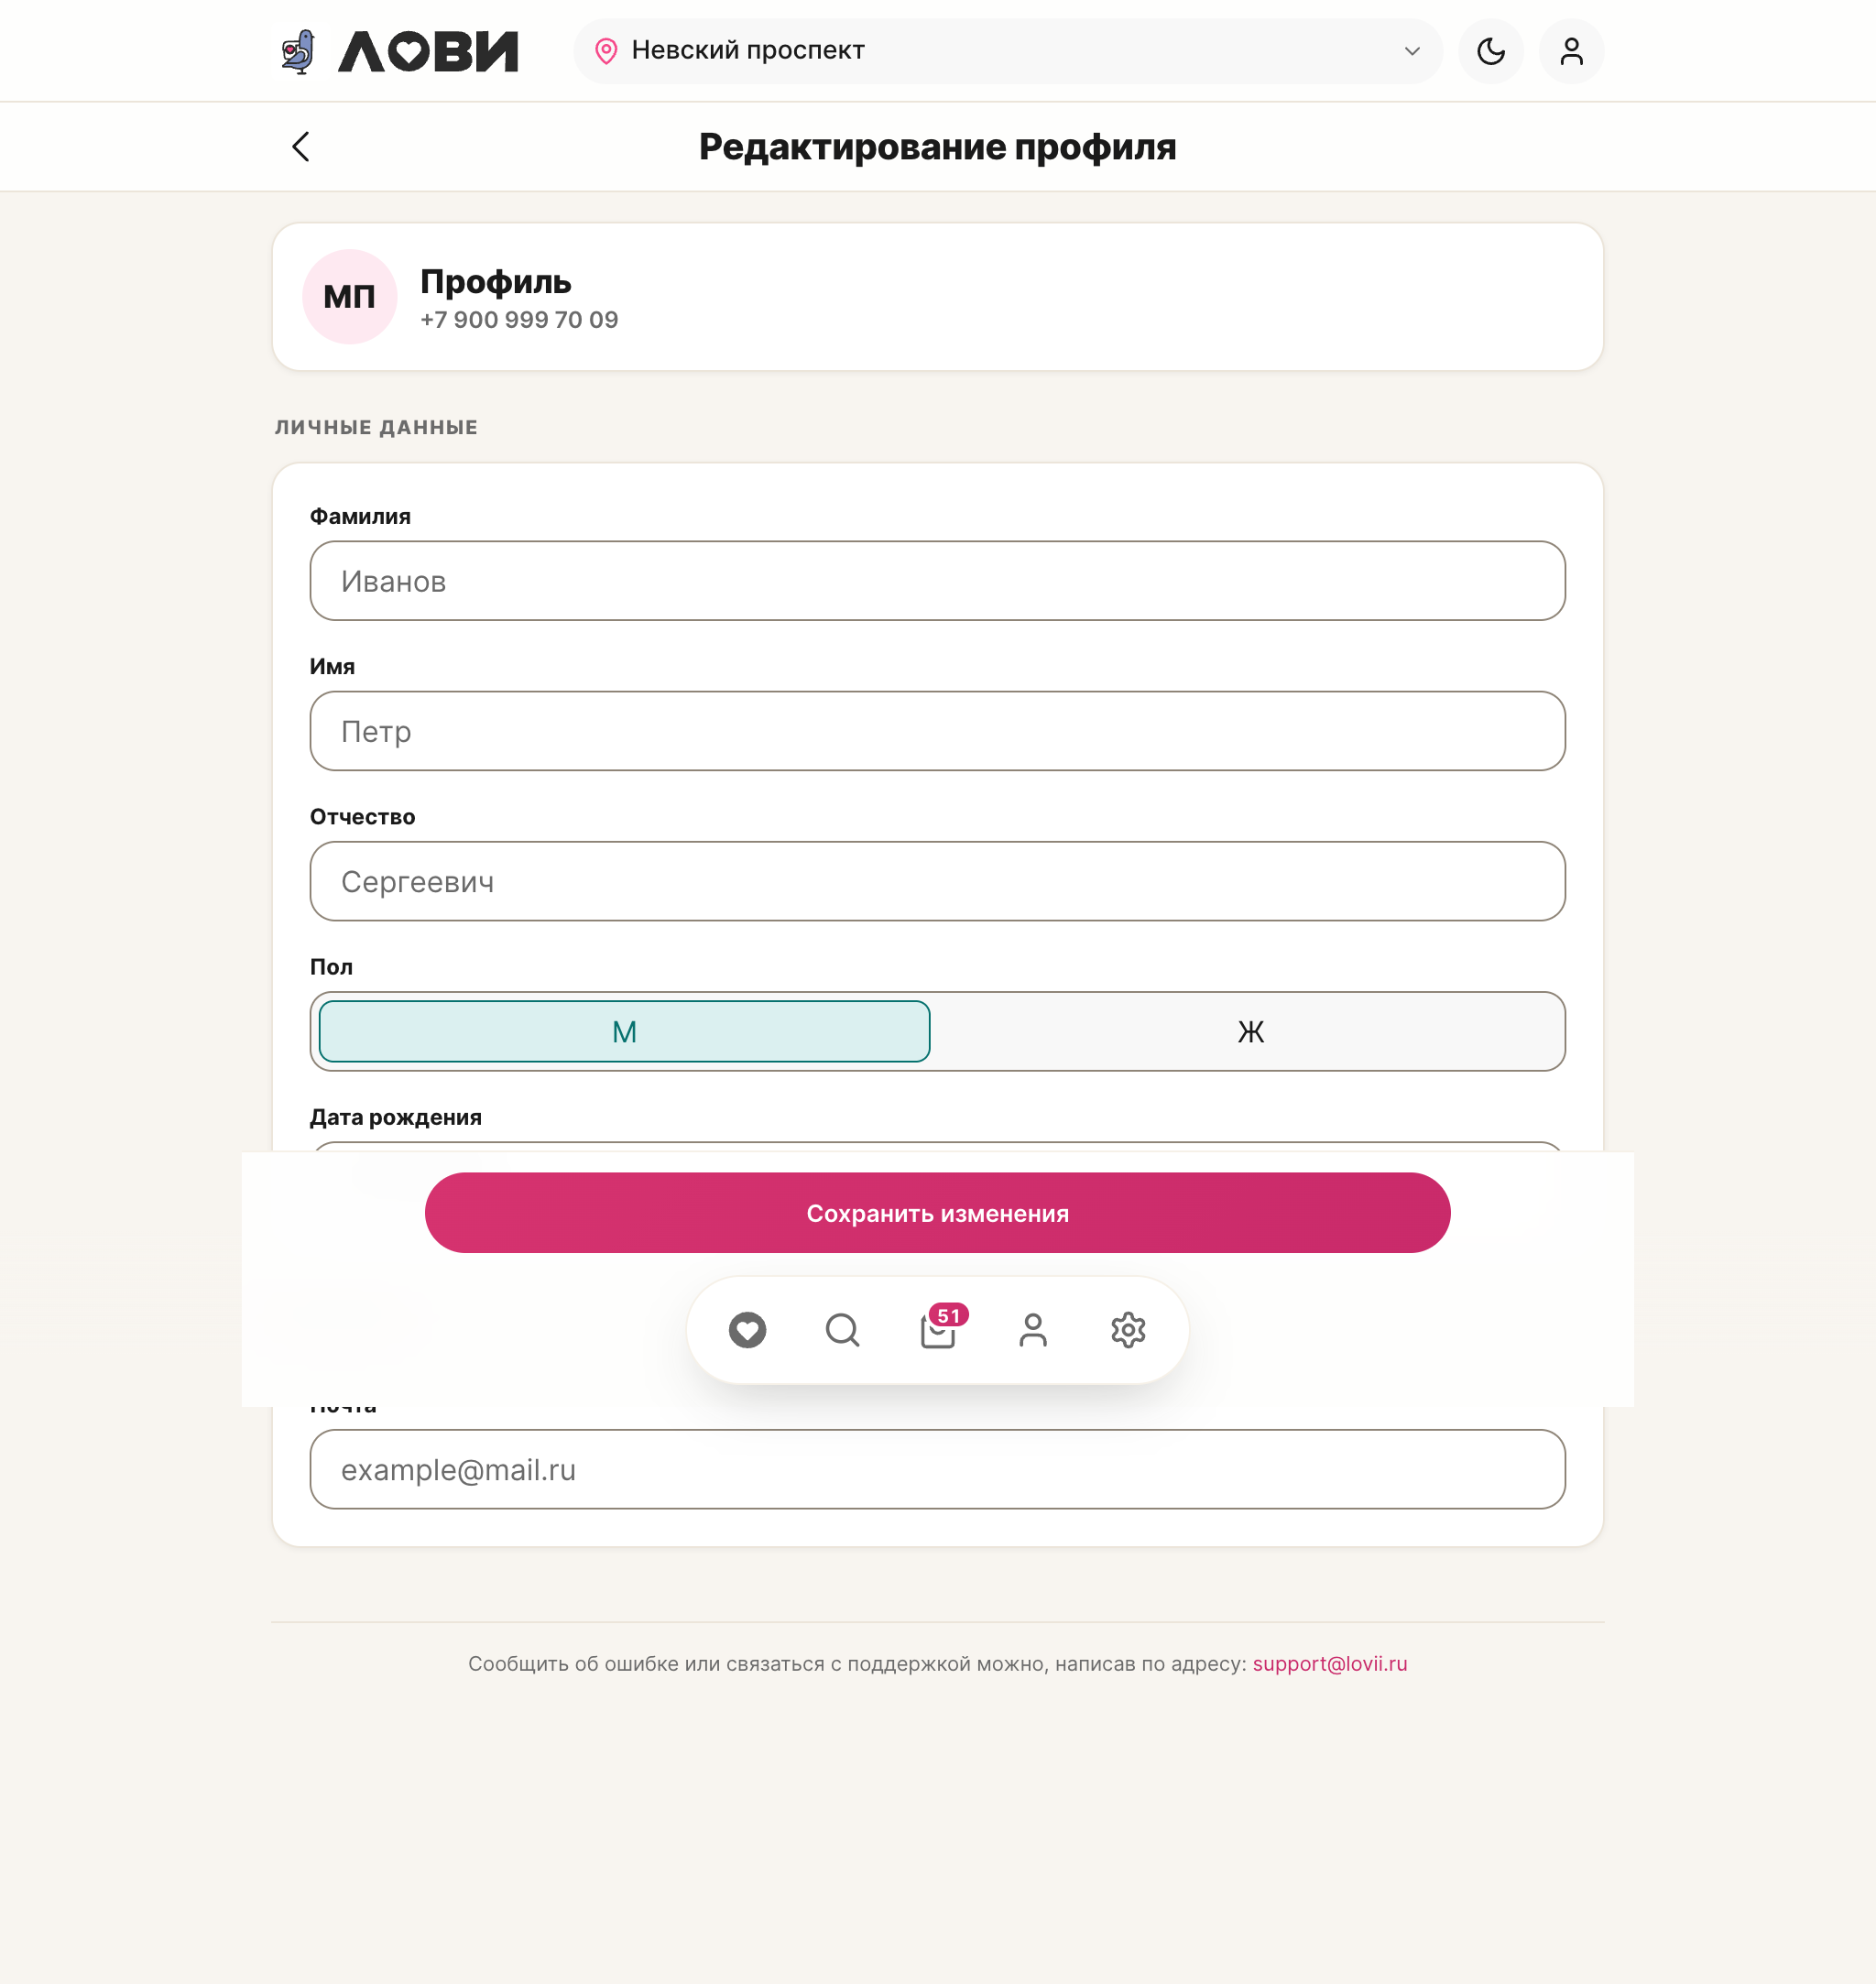 ЛОВИ
Невский проспект
Редактирование профиля
МП
Профиль
+7 900 999 70 09
ЛИЧНЫЕ ДАННЫЕ
Фамилия
Иванов
Имя
Петр
Отчество
Сергеевич
Пол
М Ж
Дата рождения
Сохранить изменения
51
Почта
example@mail.ru
Сообщить об ошибке или связаться с поддержкой можно, написав по адресу: support@lovii.ru